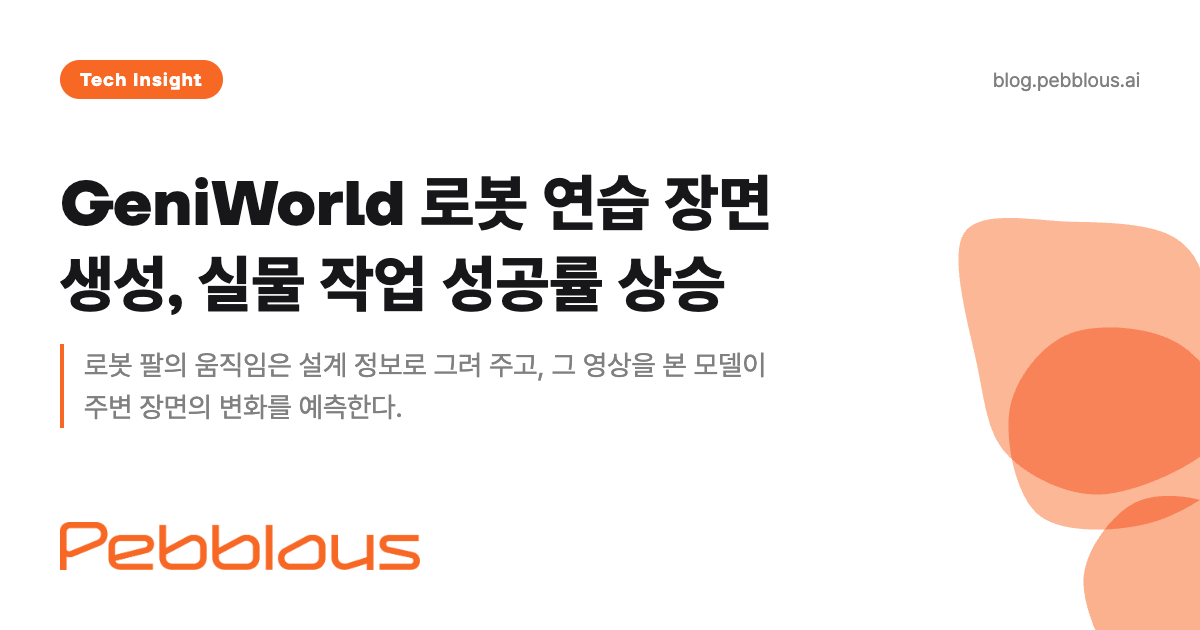 Tech Insight
blog.pebblous.ai
GeniWorld 로봇 연습 장면
생성, 실물 작업 성공률 상승
로봇 팔의 움직임은 설계 정보로 그려 주고, 그 영상을 본 모델이
주변 장면의 변화를 예측한다.
Pebblous